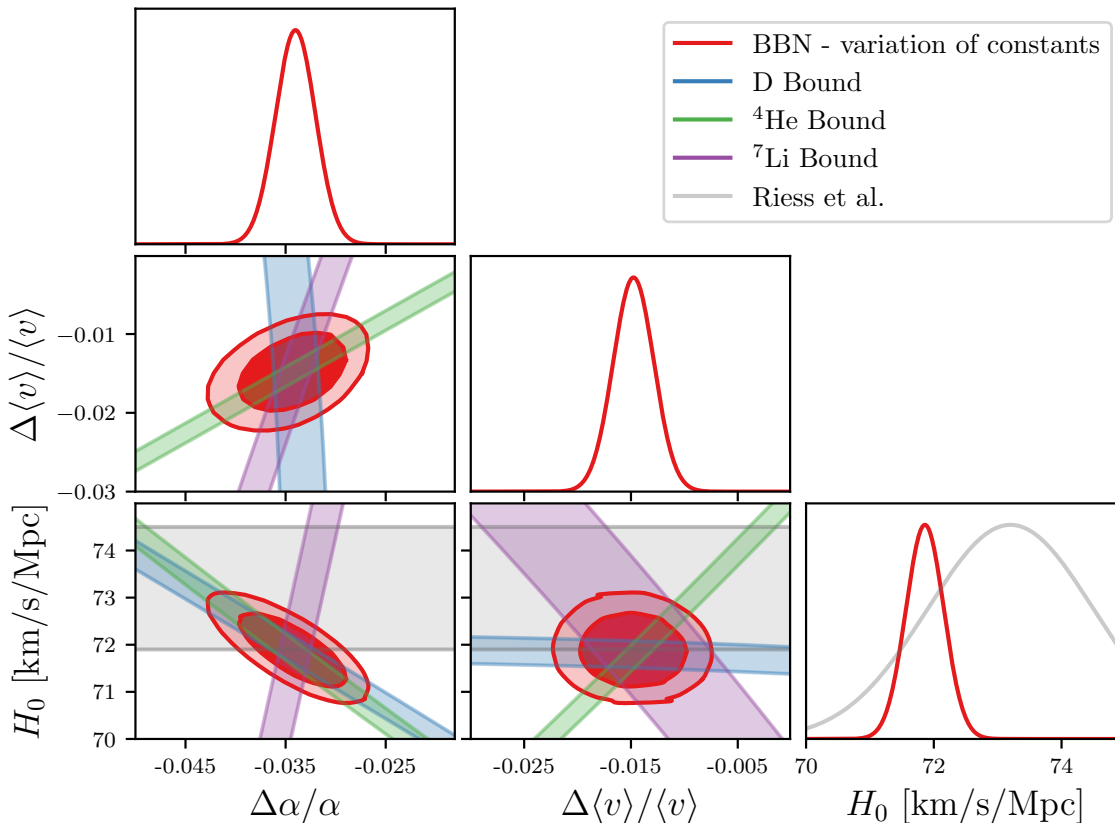 BBN - variation of constants
D Bound
⁴He Bound
⁷Li Bound
Riess et al.
Δ⟨v⟩/⟨v⟩
−0.01
−0.02
−0.03
H₀ [km/s/Mpc]
74
73
72
71
70
-0.045
-0.035
-0.025
Δα/α
-0.025
-0.015
-0.005
Δ⟨v⟩/⟨v⟩
70
72
74
H₀ [km/s/Mpc]